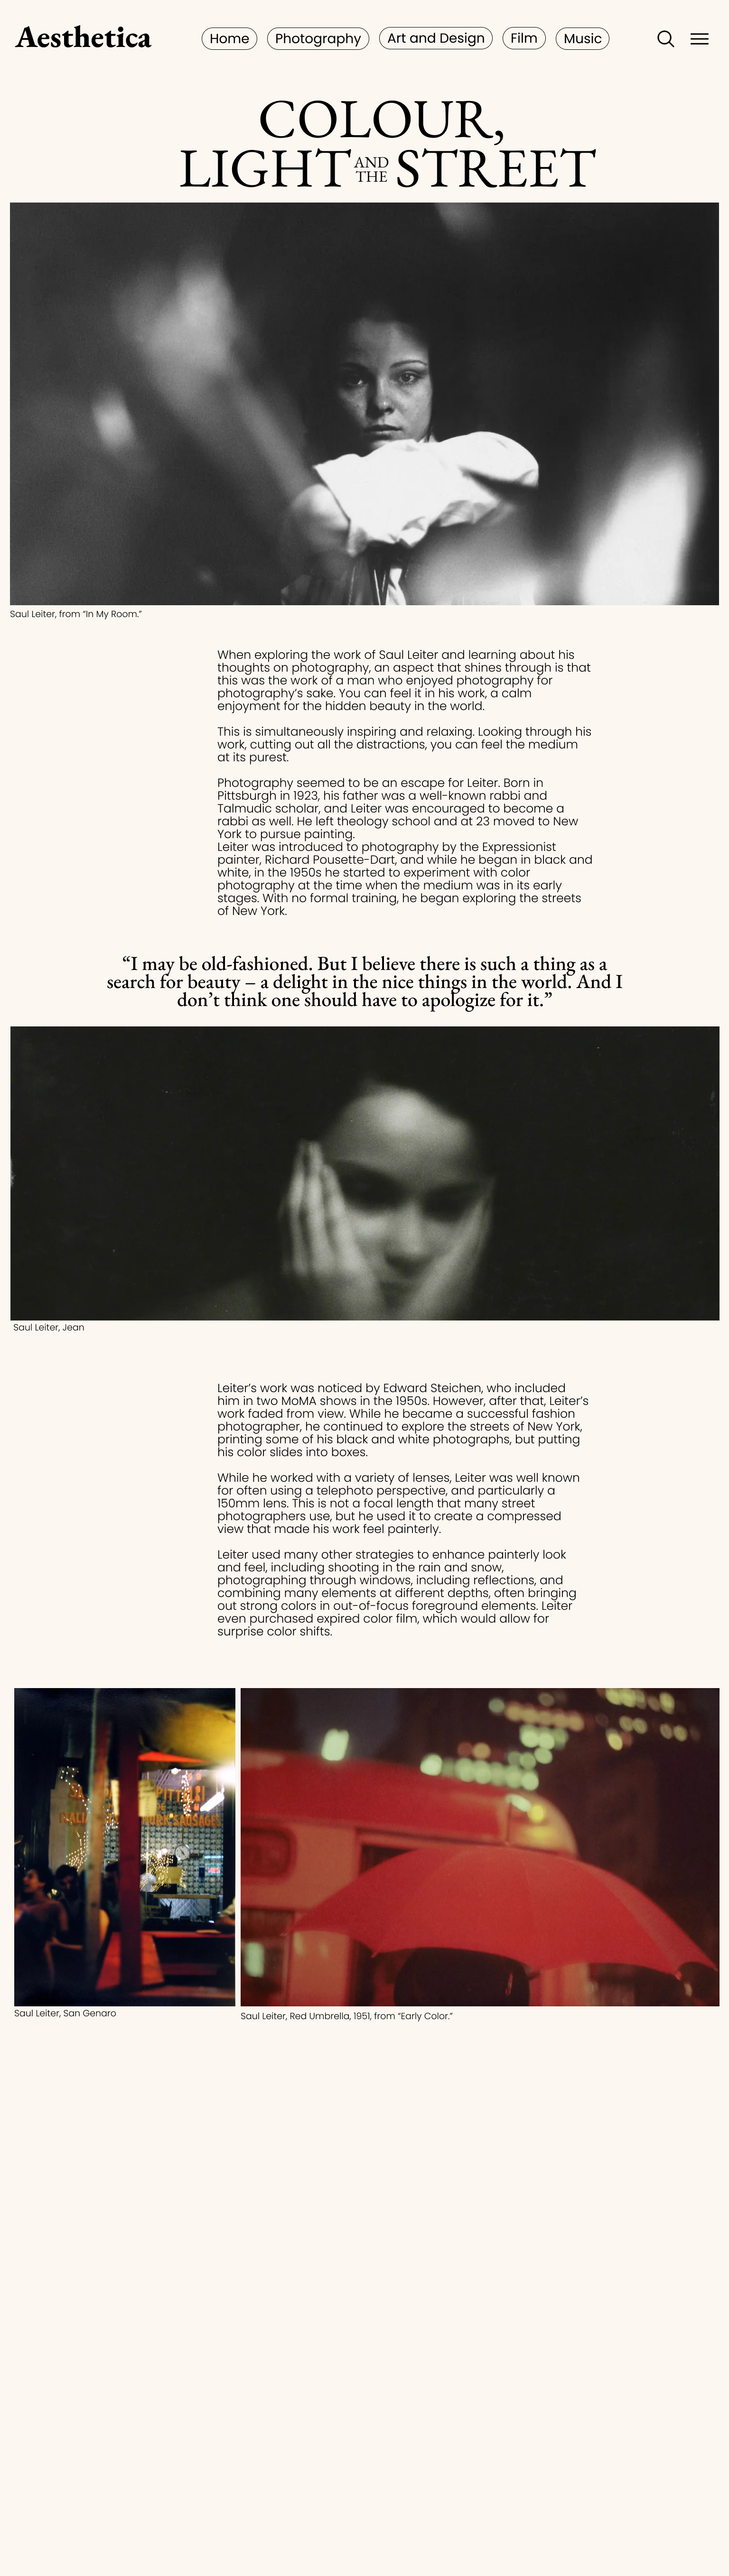 Aesthetica
Home
Photography
Art and Design
Film
Music
COLOUR,
LIGHT AND THE STREET
Saul Leiter, from “In My Room.”
When exploring the work of Saul Leiter and learning about his
thoughts on photography, an aspect that shines through is that
this was the work of a man who enjoyed photography for
photography’s sake. You can feel it in his work, a calm
enjoyment for the hidden beauty in the world.
This is simultaneously inspiring and relaxing. Looking through his
work, cutting out all the distractions, you can feel the medium
at its purest.
Photography seemed to be an escape for Leiter. Born in
Pittsburgh in 1923, his father was a well-known rabbi and
Talmudic scholar, and Leiter was encouraged to become a
rabbi as well. He left theology school and at 23 moved to New
York to pursue painting.
Leiter was introduced to photography by the Expressionist
painter, Richard Pousette-Dart, and while he began in black and
white, in the 1950s he started to experiment with color
photography at the time when the medium was in its early
stages. With no formal training, he began exploring the streets
of New York.
“I may be old-fashioned. But I believe there is such a thing as a
search for beauty – a delight in the nice things in the world. And I
don’t think one should have to apologize for it.”
Saul Leiter, Jean
Leiter’s work was noticed by Edward Steichen, who included
him in two MoMA shows in the 1950s. However, after that, Leiter’s
work faded from view. While he became a successful fashion
photographer, he continued to explore the streets of New York,
printing some of his black and white photographs, but putting
his color slides into boxes.
While he worked with a variety of lenses, Leiter was well known
for often using a telephoto perspective, and particularly a
150mm lens. This is not a focal length that many street
photographers use, but he used it to create a compressed
view that made his work feel painterly.
Leiter used many other strategies to enhance painterly look
and feel, including shooting in the rain and snow,
photographing through windows, including reflections, and
combining many elements at different depths, often bringing
out strong colors in out-of-focus foreground elements. Leiter
even purchased expired color film, which would allow for
surprise color shifts.
SAUSAGES
Saul Leiter, San Genaro
Saul Leiter, Red Umbrella, 1951, from “Early Color.”